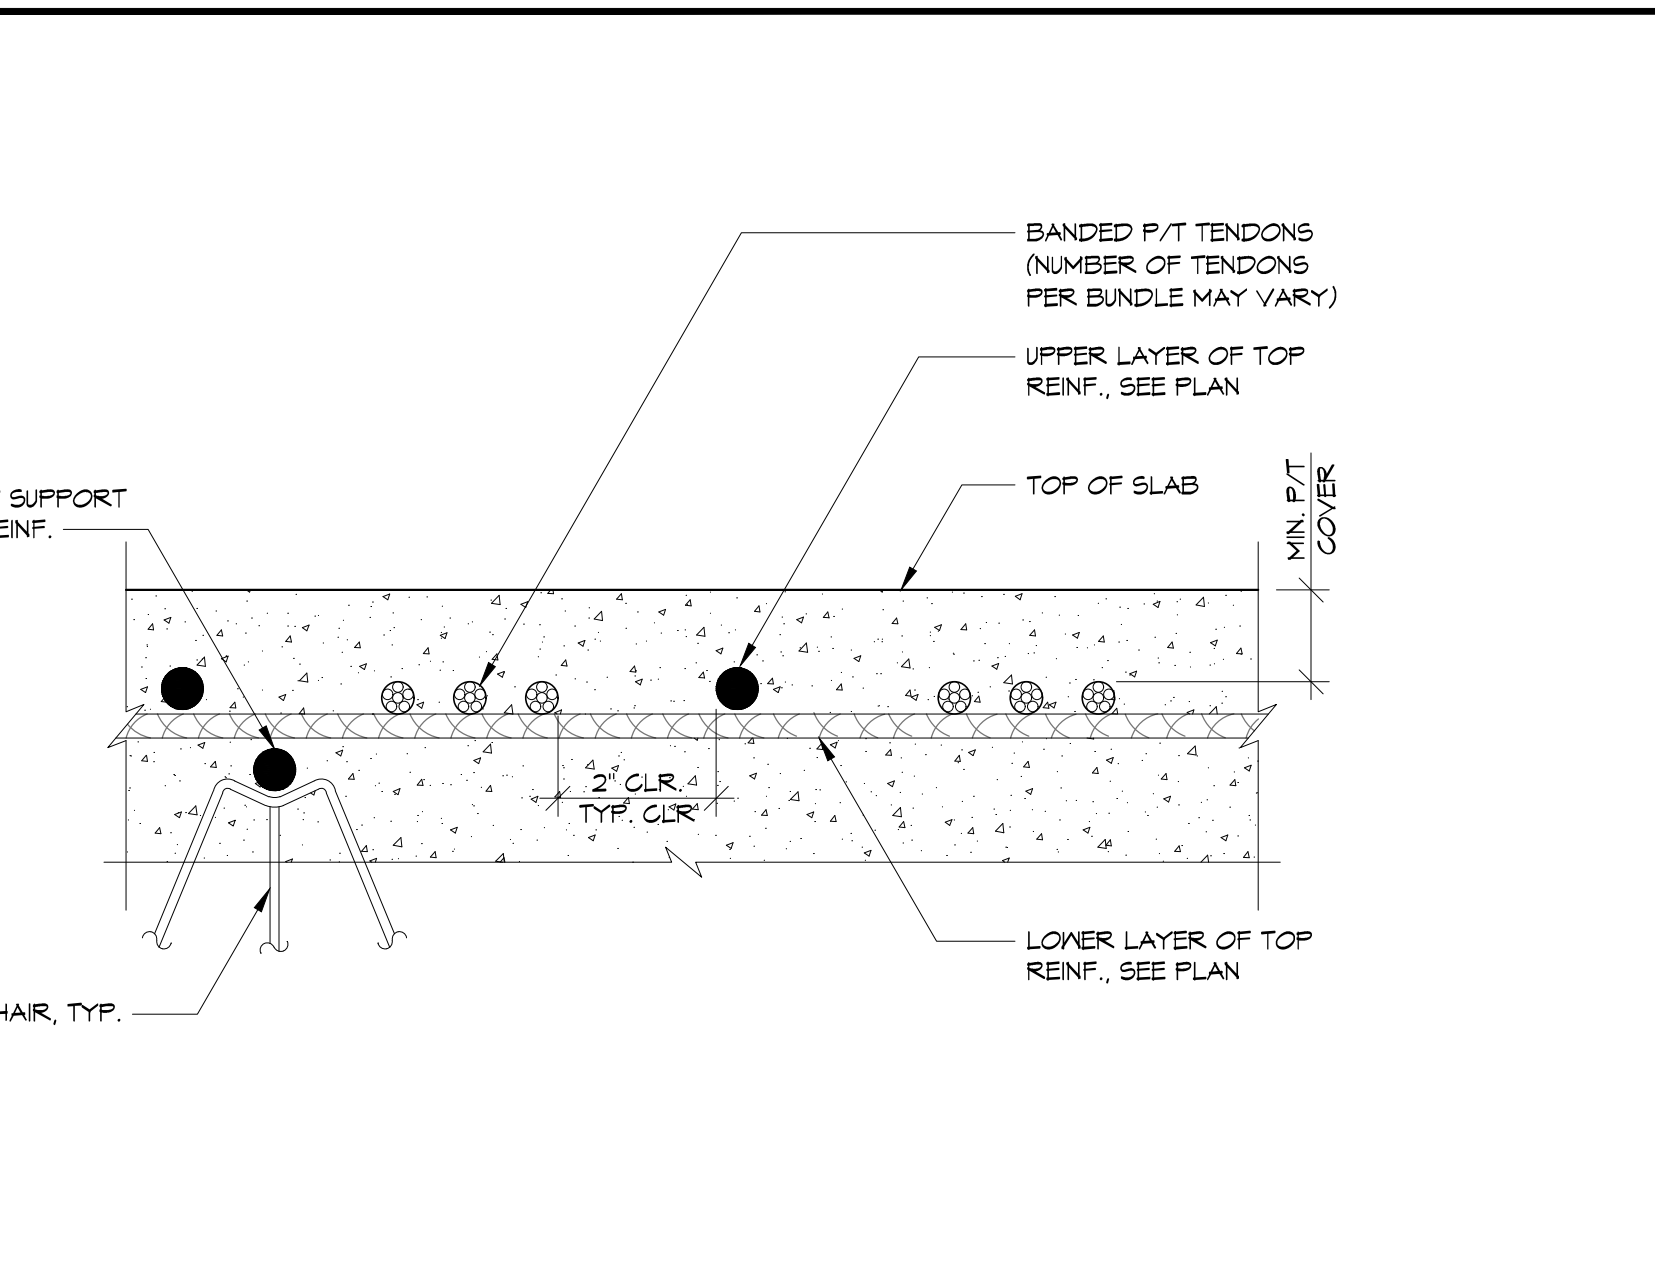 BANDED P/T TENDONS
(NUMBER OF TENDONS
PER BUNDLE MAY VARY)
UPPER LAYER OF TOP
REINF., SEE PLAN
TOP OF SLAB
MIN. P/T
COVER
SUPPORT
EINF.
2" CLR.
TYP. CLR
LOWER LAYER OF TOP
REINF., SEE PLAN
HAIR, TYP.